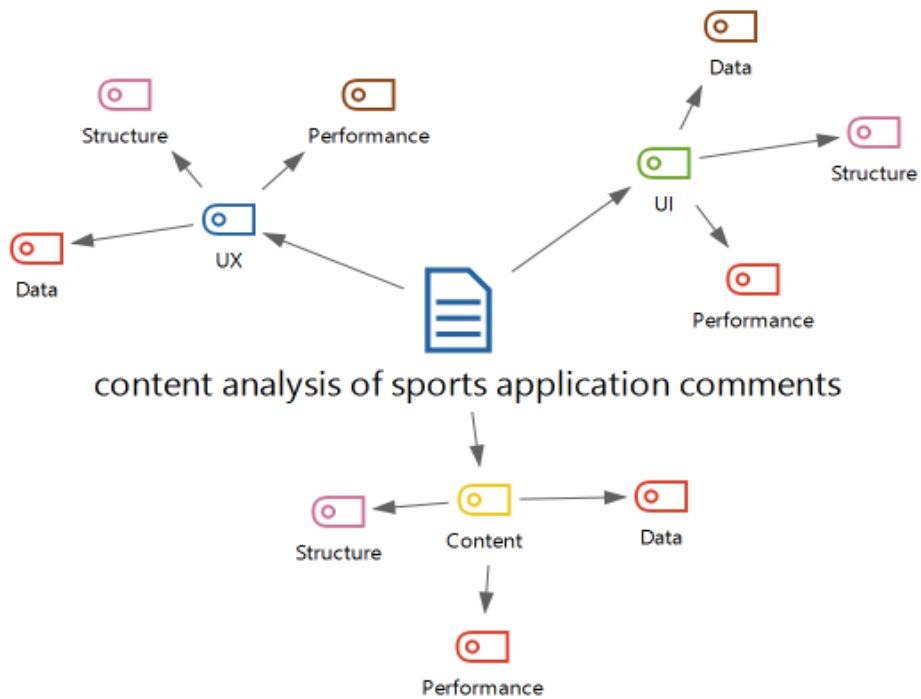 Data
Structure
Performance
Structure
UI
UX
Data
Performance
content analysis of sports application comments
Structure
Content
Data
Performance